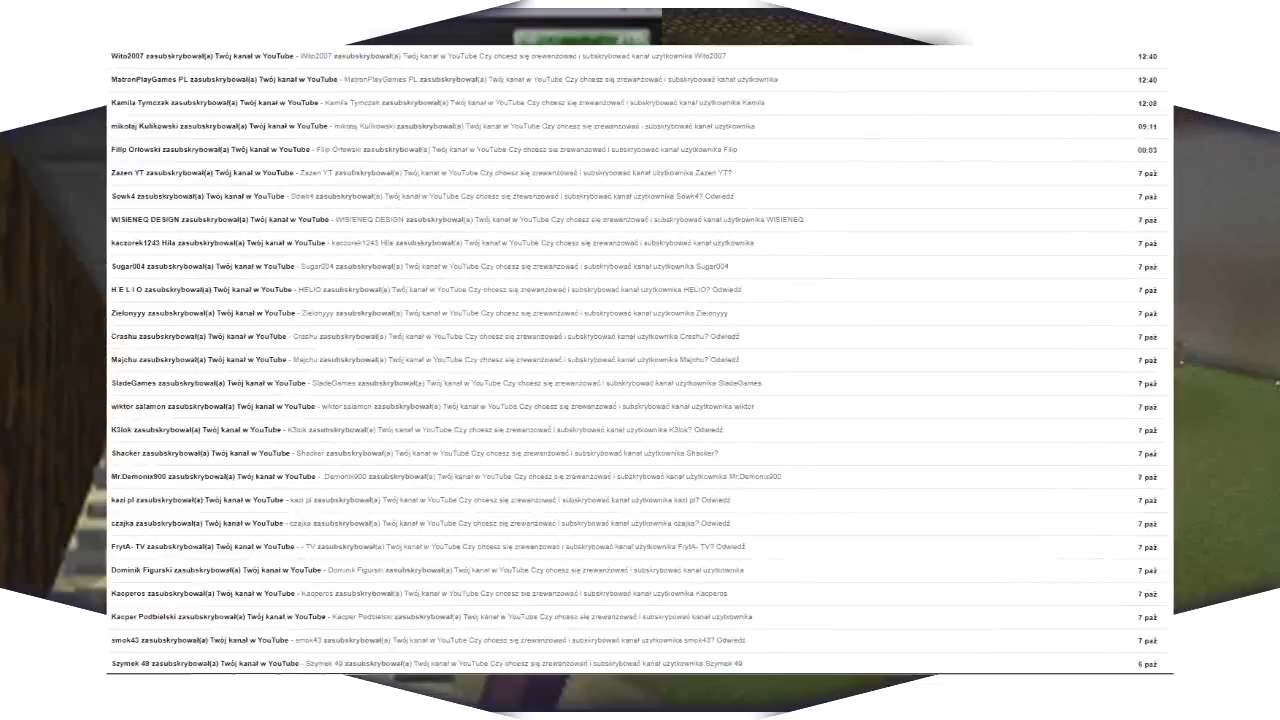 Wito2007 zasubskrybował(a) Twój kanał w YouTube - Wito2007 zasubskrybował(a) Twój kanał w YouTube Czy chcesz się zrewanżować i subskrybować kanał użytkownika Wito2007 12:40
MatronPlayGames PL zasubskrybował(a) Twój kanał w YouTube - MatronPlayGames PL zasubskrybował(a) Twój kanał w YouTube Czy chcesz się zrewanżować i subskrybować kanał użytkownika 12:40
Kamila Tymczak zasubskrybował(a) Twój kanał w YouTube - Kamila Tymczak zasubskrybował(a) Twój kanał w YouTube Czy chcesz się zrewanżować i subskrybować kanał użytkownika Kamila 12:08
mikołaj Kulikowski zasubskrybował(a) Twój kanał w YouTube - mikołaj Kulikowski zasubskrybował(a) Twój kanał w YouTube Czy chcesz się zrewanżować i subskrybować kanał użytkownika 09:11
Filip Orłowski zasubskrybował(a) Twój kanał w YouTube - Filip Orłowski zasubskrybował(a) Twój kanał w YouTube Czy chcesz się zrewanżować i subskrybować kanał użytkownika Filip 00:03
Zazen YT zasubskrybował(a) Twój kanał w YouTube - Zazen YT zasubskrybował(a) Twój kanał w YouTube Czy chcesz się zrewanżować i subskrybować kanał użytkownika Zazen YT? 7 paź
Sowk4 zasubskrybował(a) Twój kanał w YouTube - Sowk4 zasubskrybował(a) Twój kanał w YouTube Czy chcesz się zrewanżować i subskrybować kanał użytkownika Sowk4? Odwiedź 7 paź
WISIENEQ DESIGN zasubskrybował(a) Twój kanał w YouTube - WISIENEQ DESIGN zasubskrybował(a) Twój kanał w YouTube Czy chcesz się zrewanżować i subskrybować kanał użytkownika WISIENEQ 7 paź
kaczorek1243 Hila zasubskrybował(a) Twój kanał w YouTube - kaczorek1243 Hila zasubskrybował(a) Twój kanał w YouTube Czy chcesz się zrewanżować i subskrybować kanał użytkownika 7 paź
Sugar004 zasubskrybował(a) Twój kanał w YouTube - Sugar004 zasubskrybował(a) Twój kanał w YouTube Czy chcesz się zrewanżować i subskrybować kanał użytkownika Sugar004 7 paź
H E L I O zasubskrybował(a) Twój kanał w YouTube - HELIO zasubskrybował(a) Twój kanał w YouTube Czy chcesz się zrewanżować i subskrybować kanał użytkownika HELIO? Odwiedź 7 paź
Zielonyyy zasubskrybował(a) Twój kanał w YouTube - Zielonyyy zasubskrybował(a) Twój kanał w YouTube Czy chcesz się zrewanżować i subskrybować kanał użytkownika Zielonyyy 7 paź
Crashu zasubskrybował(a) Twój kanał w YouTube - Crashu zasubskrybował(a) Twój kanał w YouTube Czy chcesz się zrewanżować i subskrybować kanał użytkownika Crashu? Odwiedź 7 paź
Majchu zasubskrybował(a) Twój kanał w YouTube - Majchu zasubskrybował(a) Twój kanał w YouTube Czy chcesz się zrewanżować i subskrybować kanał użytkownika Majchu? Odwiedź 7 paź
SladeGames zasubskrybował(a) Twój kanał w YouTube - SladeGames zasubskrybował(a) Twój kanał w YouTube Czy chcesz się zrewanżować i subskrybować kanał użytkownika SladeGames 7 paź
wiktor salamon zasubskrybował(a) Twój kanał w YouTube - wiktor salamon zasubskrybował(a) Twój kanał w YouTube Czy chcesz się zrewanżować i subskrybować kanał użytkownika wiktor 7 paź
K3lok zasubskrybował(a) Twój kanał w YouTube - K3lok zasubskrybował(a) Twój kanał w YouTube Czy chcesz się zrewanżować i subskrybować kanał użytkownika K3lok? Odwiedź 7 paź
Shacker zasubskrybował(a) Twój kanał w YouTube - Shacker zasubskrybował(a) Twój kanał w YouTube Czy chcesz się zrewanżować i subskrybować kanał użytkownika Shacker? 7 paź
Mr.Demonix900 zasubskrybował(a) Twój kanał w YouTube - .Demonix900 zasubskrybował(a) Twój kanał w YouTube Czy chcesz się zrewanżować i subskrybować kanał użytkownika Mr.Demonix900 7 paź
kazi pl zasubskrybował(a) Twój kanał w YouTube - kazi pl zasubskrybował(a) Twój kanał w YouTube Czy chcesz się zrewanżować i subskrybować kanał użytkownika kazi pl? Odwiedź 7 paź
czajka zasubskrybował(a) Twój kanał w YouTube - czajka zasubskrybował(a) Twój kanał w YouTube Czy chcesz się zrewanżować i subskrybować kanał użytkownika czajka? Odwiedź 7 paź
FrytA- TV zasubskrybował(a) Twój kanał w YouTube - - TV zasubskrybował(a) Twój kanał w YouTube Czy chcesz się zrewanżować i subskrybować kanał użytkownika FrytA- TV? Odwiedź 7 paź
Dominik Figurski zasubskrybował(a) Twój kanał w YouTube - Dominik Figurski zasubskrybował(a) Twój kanał w YouTube Czy chcesz się zrewanżować i subskrybować kanał użytkownika 7 paź
Kacperos zasubskrybował(a) Twój kanał w YouTube - Kacperos zasubskrybował(a) Twój kanał w YouTube Czy chcesz się zrewanżować i subskrybować kanał użytkownika Kacperos 7 paź
Kacper Podbielski zasubskrybował(a) Twój kanał w YouTube - Kacper Podbielski zasubskrybował(a) Twój kanał w YouTube Czy chcesz się zrewanżować i subskrybować kanał użytkownika 7 paź
smok43 zasubskrybował(a) Twój kanał w YouTube - smok43 zasubskrybował(a) Twój kanał w YouTube Czy chcesz się zrewanżować i subskrybować kanał użytkownika smok43? Odwiedź 7 paź
Szymek 49 zasubskrybował(a) Twój kanał w YouTube - Szymek 49 zasubskrybował(a) Twój kanał w YouTube Czy chcesz się zrewanżować i subskrybować kanał użytkownika Szymek 49 6 paź